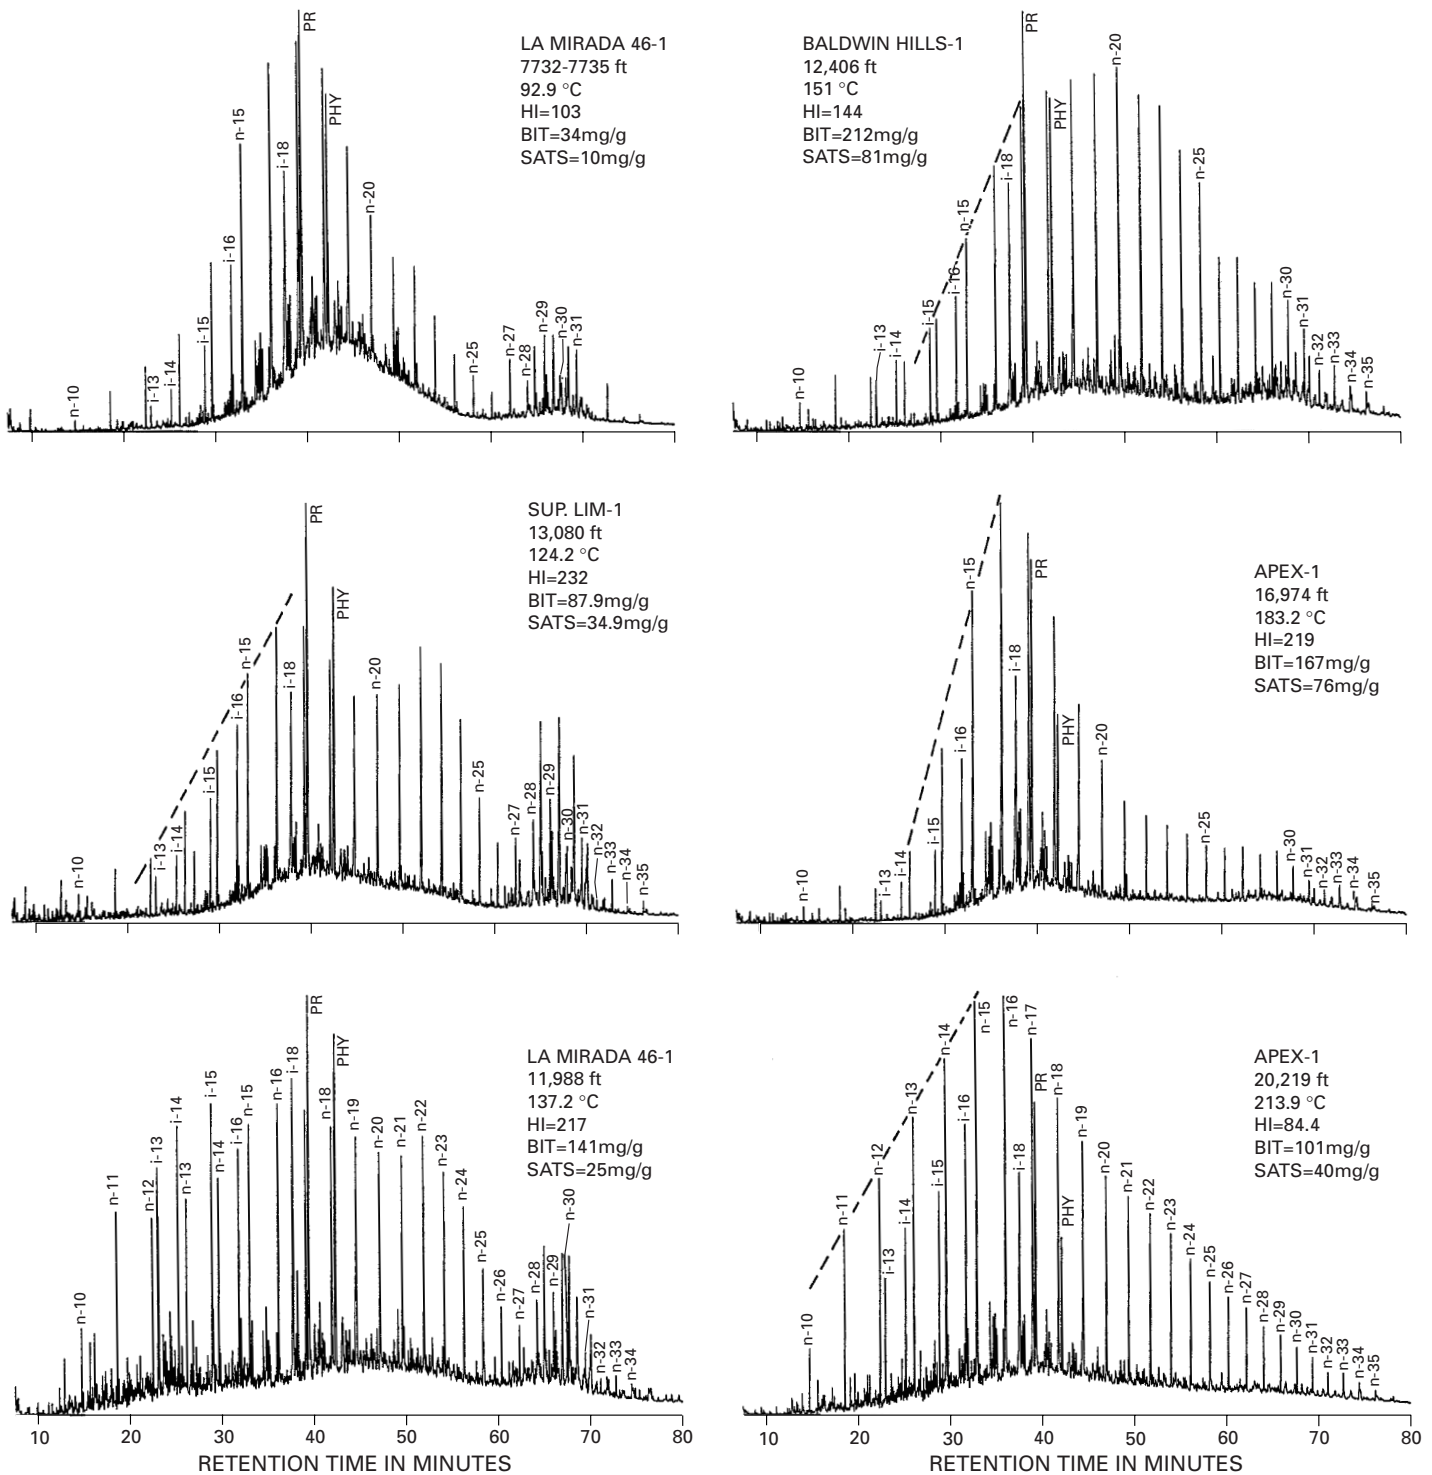 PR
LA MIRADA 46-1
7732-7735 ft
92.9 °C
HI=103
BIT=34mg/g
SATS=10mg/g
PHY
n-15
i-18
n-20
i-16
i-15
i-14
i-13
n-10
n-25
n-27
n-28
n-29
n-30
n-31
BALDWIN HILLS-1
12,406 ft
151 °C
HI=144
BIT=212mg/g
SATS=81mg/g
PR
PHY
n-20
i-18
n-25
n-15
i-16
i-15
i-13
i-14
n-10
n-30
n-31
n-32
n-33
n-34
n-35
SUP. LIM-1
13,080 ft
124.2 °C
HI=232
BIT=87.9mg/g
SATS=34.9mg/g
PR
PHY
n-15
i-18
n-20
i-16
i-15
i-14
i-13
n-10
n-25
n-27
n-28
n-29
n-30
n-31
n-32
n-33
n-34
n-35
APEX-1
16,974 ft
183.2 °C
HI=219
BIT=167mg/g
SATS=76mg/g
n-15
PR
i-18
PHY
i-16
n-20
i-15
i-14
i-13
n-10
n-25
n-30
n-31
n-32
n-33
n-34
n-35
LA MIRADA 46-1
11,988 ft
137.2 °C
HI=217
BIT=141mg/g
SATS=25mg/g
n-10
n-11
n-12
i-13
i-14
n-13
i-15
n-14
i-16
n-15
n-16
i-18
PR
n-18
PHY
n-19
n-20
n-21
n-22
n-23
n-24
n-25
n-26
n-27
n-28
n-29
n-30
n-31
n-32
n-33
n-34
10 20 30 40 50 60 70 80
RETENTION TIME IN MINUTES
APEX-1
20,219 ft
213.9 °C
HI=84.4
BIT=101mg/g
SATS=40mg/g
n-10
n-11
n-12
i-13
i-14
n-13
i-15
n-14
i-16
n-15
n-16
i-18
n-17
PR
n-18
PHY
n-19
n-20
n-21
n-22
n-23
n-24
n-25
n-26
n-27
n-28
n-29
n-30
n-31
n-32
n-33
n-34
n-35
10 20 30 40 50 60 70 80
RETENTION TIME IN MINUTES